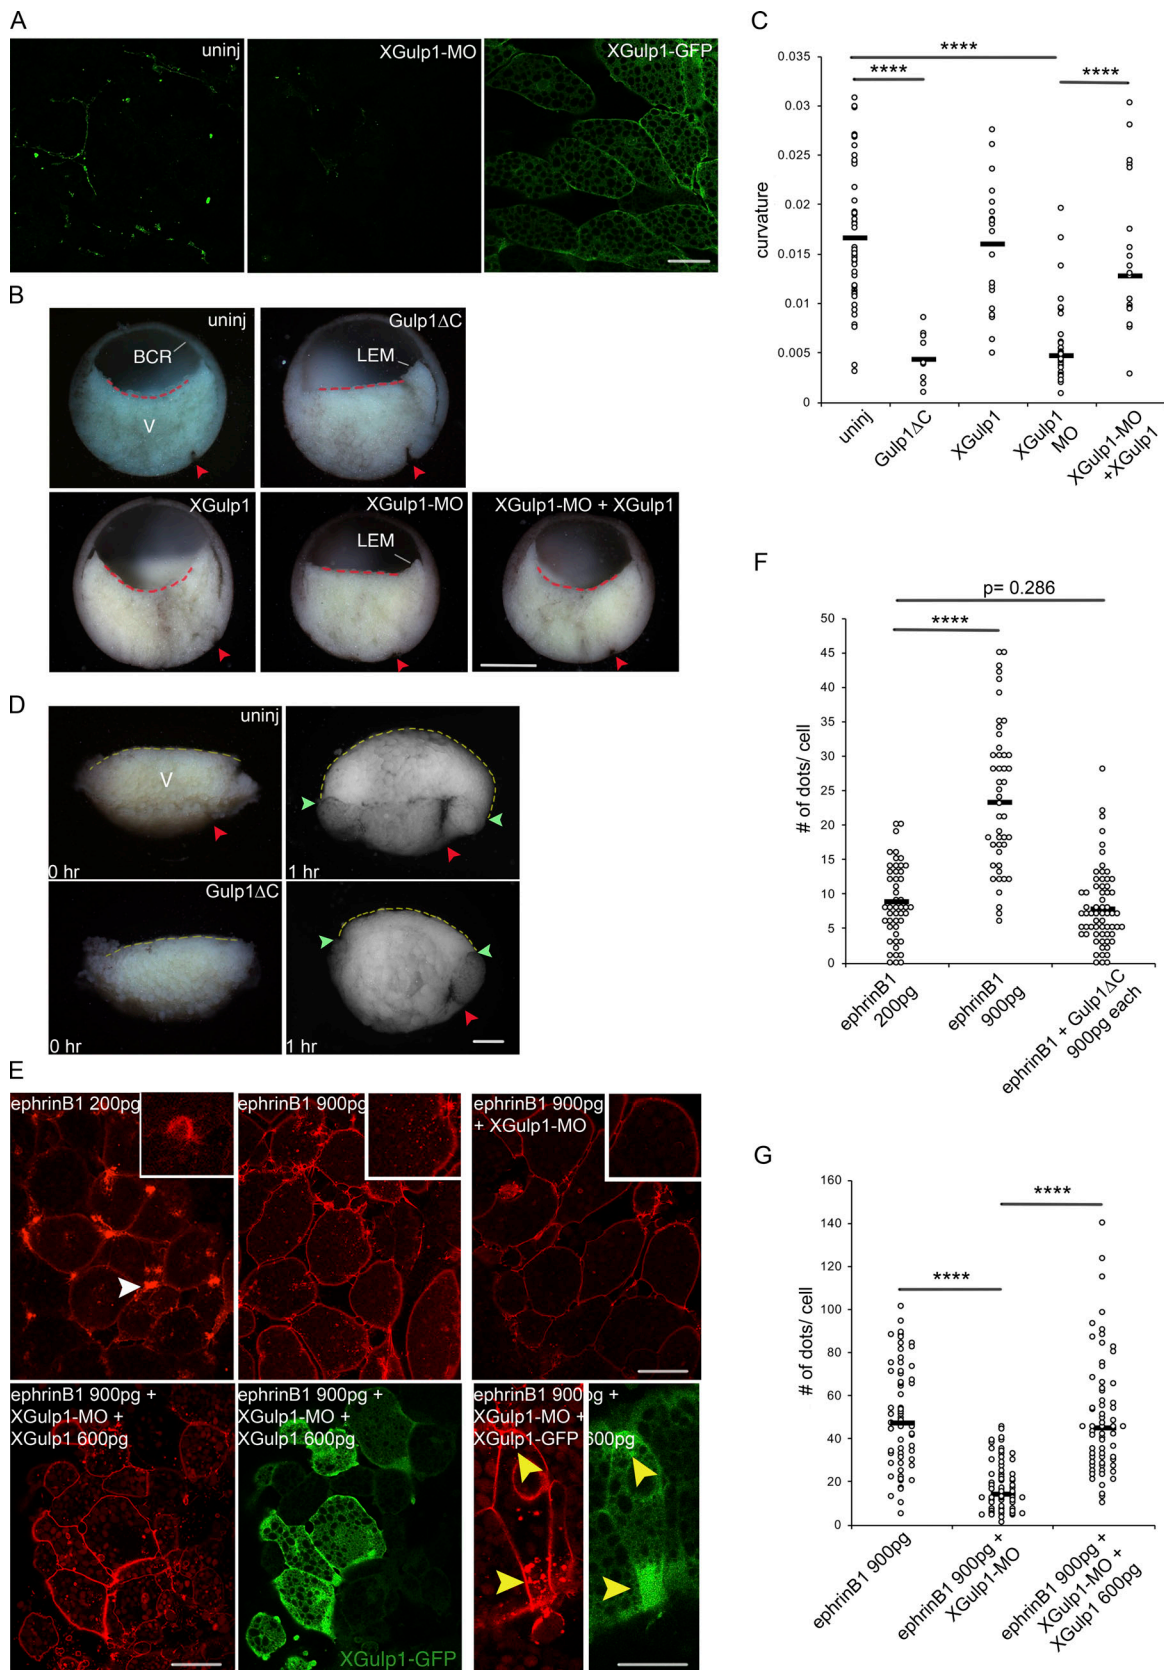 A
uninj
XGulp1-MO
XGulp1-GFP
B
uninj
BCR
V
Gulp1ΔC
LEM
XGulp1
XGulp1-MO
LEM
XGulp1-MO + XGulp1
C
****
****
****
0.035
0.03
0.025
0.02
0.015
0.01
0.005
0
curvature
uninj
Gulp1ΔC
XGulp1
XGulp1
MO
XGulp1-MO
+XGulp1
D
uninj
V
0 hr
1 hr
Gulp1ΔC
0 hr
1 hr
E
ephrinB1 200pg
ephrinB1 900pg
ephrinB1 900pg
+ XGulp1-MO
ephrinB1 900pg +
XGulp1-MO +
XGulp1 600pg
ephrinB1 900pg +
XGulp1-MO +
XGulp1 600pg
XGulp1-GFP
ephrinB1 900pg +
XGulp1-MO +
XGulp1-GFP 600pg
F
p= 0.286
****
50
45
40
35
30
25
20
15
10
5
0
# of dots/ cell
ephrinB1
200pg
ephrinB1
900pg
ephrinB1 + Gulp1ΔC
900pg each
G
****
****
160
140
120
100
80
60
40
20
0
# of dots/ cell
ephrinB1 900pg
ephrinB1 900pg +
XGulp1-MO
ephrinB1 900pg +
XGulp1-MO +
XGulp1 600pg